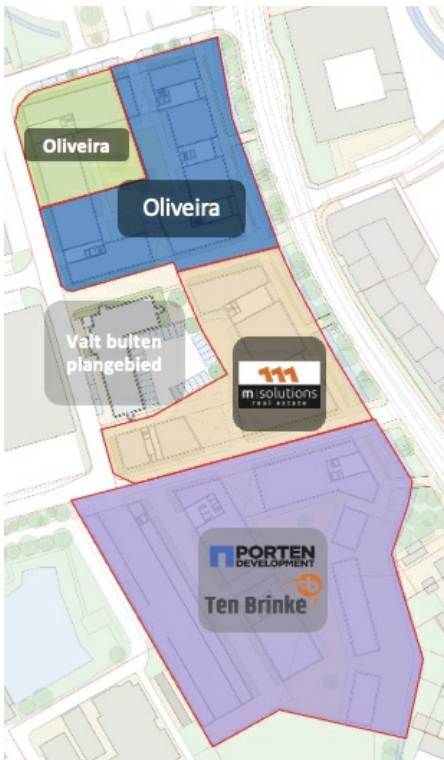 Oliveira
Oliveira
Valt buiten
plangebied
m solutions
real estate
PORTEN
DEVELOPMENT
Ten Brinke